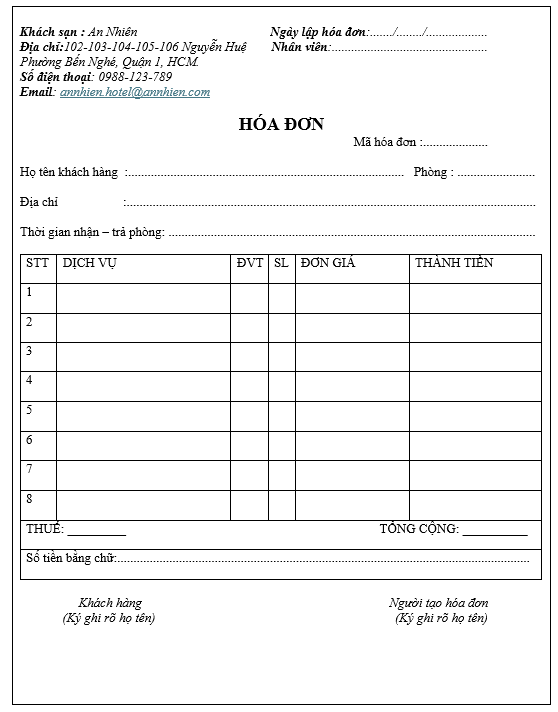 Khách sạn : An Nhiên
Ngày lập hóa đơn:......./......../...................
Địa chỉ:102-103-104-105-106 Nguyễn Huệ
Nhân viên:.................................................
Phường Bến Nghé, Quận 1, HCM.
Số điện thoại: 0988-123-789
Email: annhien.hotel@annhien.com
HÓA ĐƠN
Mã hóa đơn :....................
Họ tên khách hàng :..................................................................................... Phòng : ........................
Địa chỉ :..............................................................................................................................
Thời gian nhận – trả phòng: .................................................................................................................
STT DỊCH VỤ ĐVT SL ĐƠN GIÁ THÀNH TIỀN
1
2
3
4
5
6
7
8
THUẾ: _________ TỔNG CỘNG: __________
Số tiền bằng chữ:...............................................................................................................................
Khách hàng Người tạo hóa đơn
(Ký ghi rõ họ tên) (Ký ghi rõ họ tên)